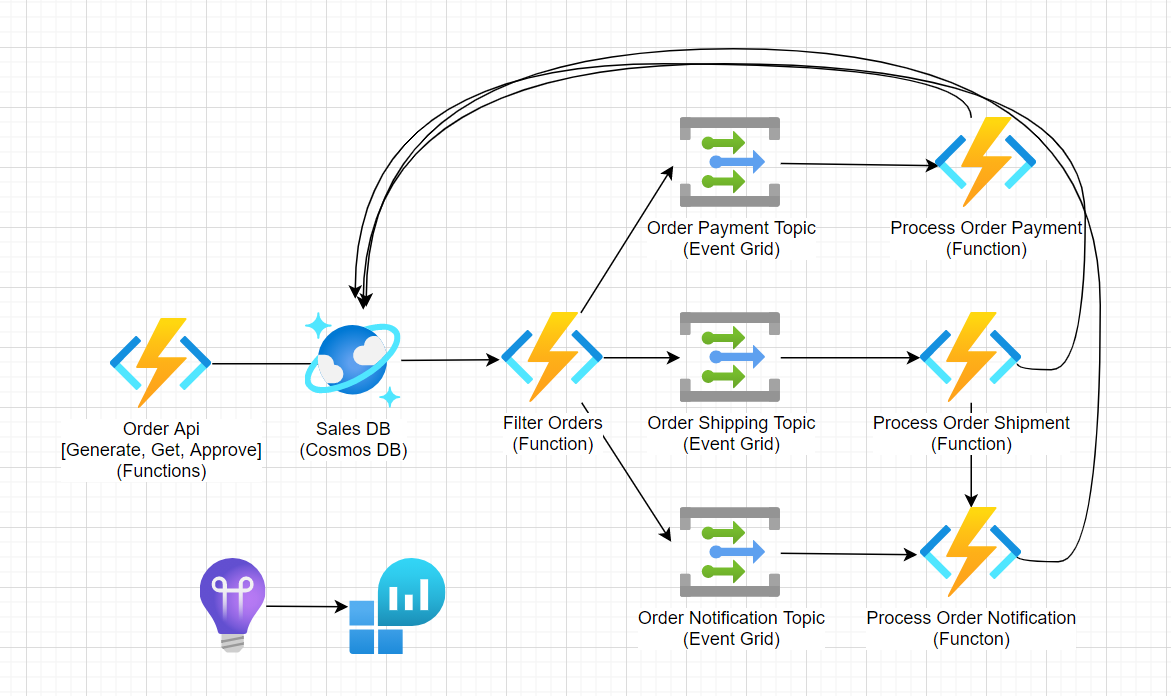 Order Payment Topic
(Event Grid)
Process Order Payment
(Function)
Order Api
[Generate, Get, Approve]
(Functions)
Sales DB
(Cosmos DB)
Filter Orders
(Function)
Order Shipping Topic
(Event Grid)
Process Order Shipment
(Function)
Order Notification Topic
(Event Grid)
Process Order Notification
(Functon)